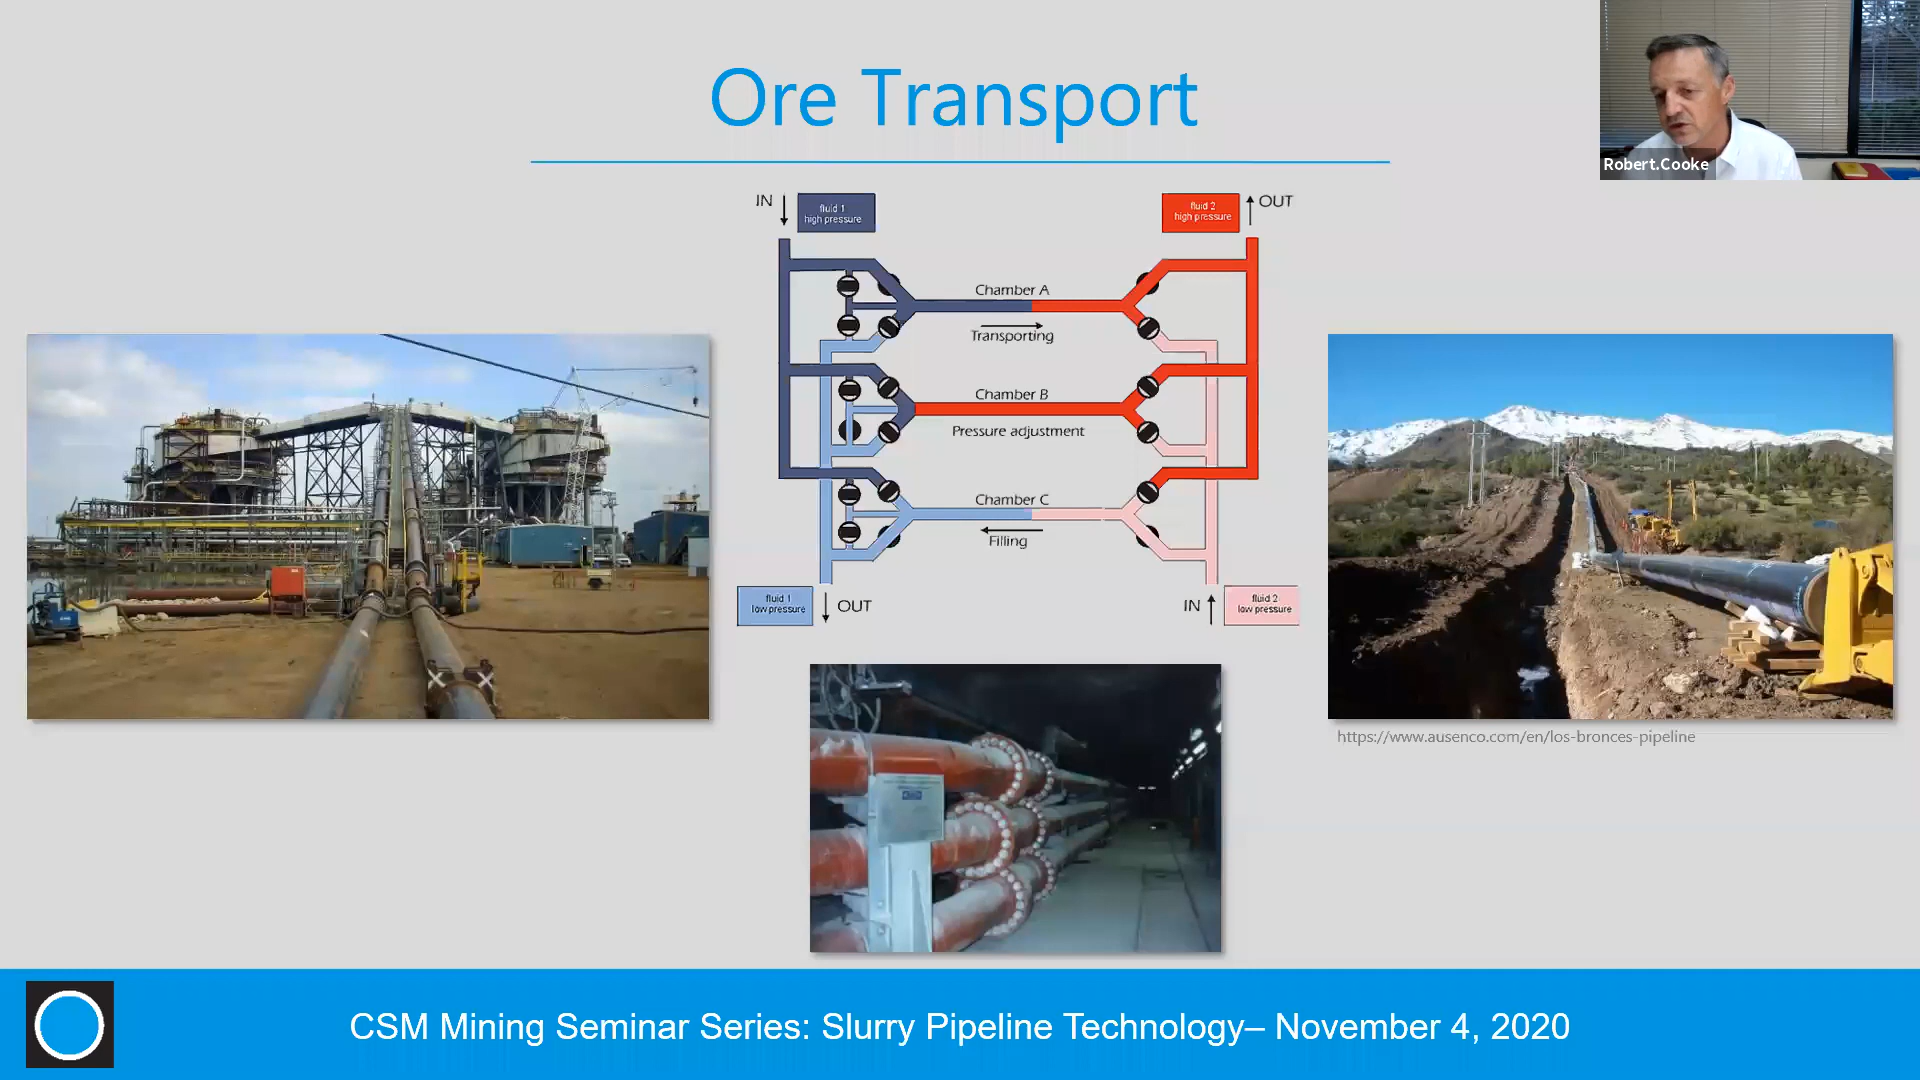 Ore Transport
Robert.Cooke
IN
fluid 1
high pressure
fluid 2
high pressure
OUT
Chamber A
Transporting
Chamber B
Pressure adjustment
Chamber C
Filling
fluid 1
low pressure
OUT
IN
fluid 2
low pressure
https://www.ausenco.com/en/los-bronces-pipeline
CSM Mining Seminar Series: Slurry Pipeline Technology– November 4, 2020